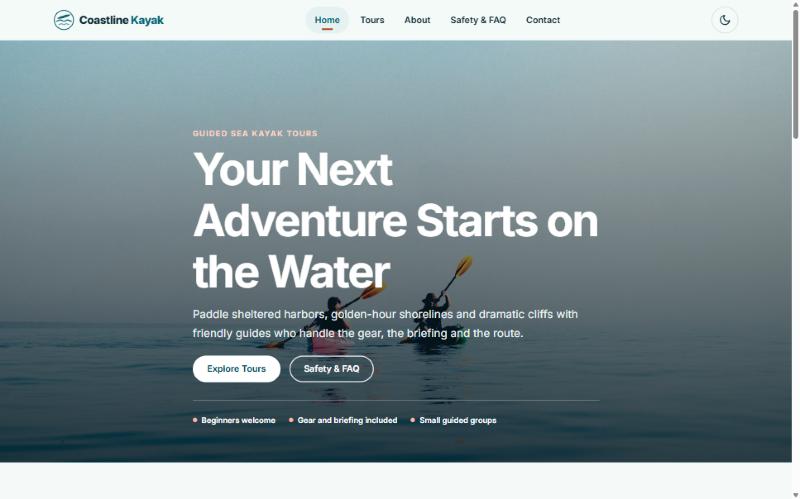 Coastline Kayak
Home
Tours
About
Safety & FAQ
Contact
GUIDED SEA KAYAK TOURS
Your Next
Adventure Starts on
the Water
Paddle sheltered harbors, golden-hour shorelines and dramatic cliffs with
friendly guides who handle the gear, the briefing and the route.
Explore Tours
Safety & FAQ
Beginners welcome
Gear and briefing included
Small guided groups